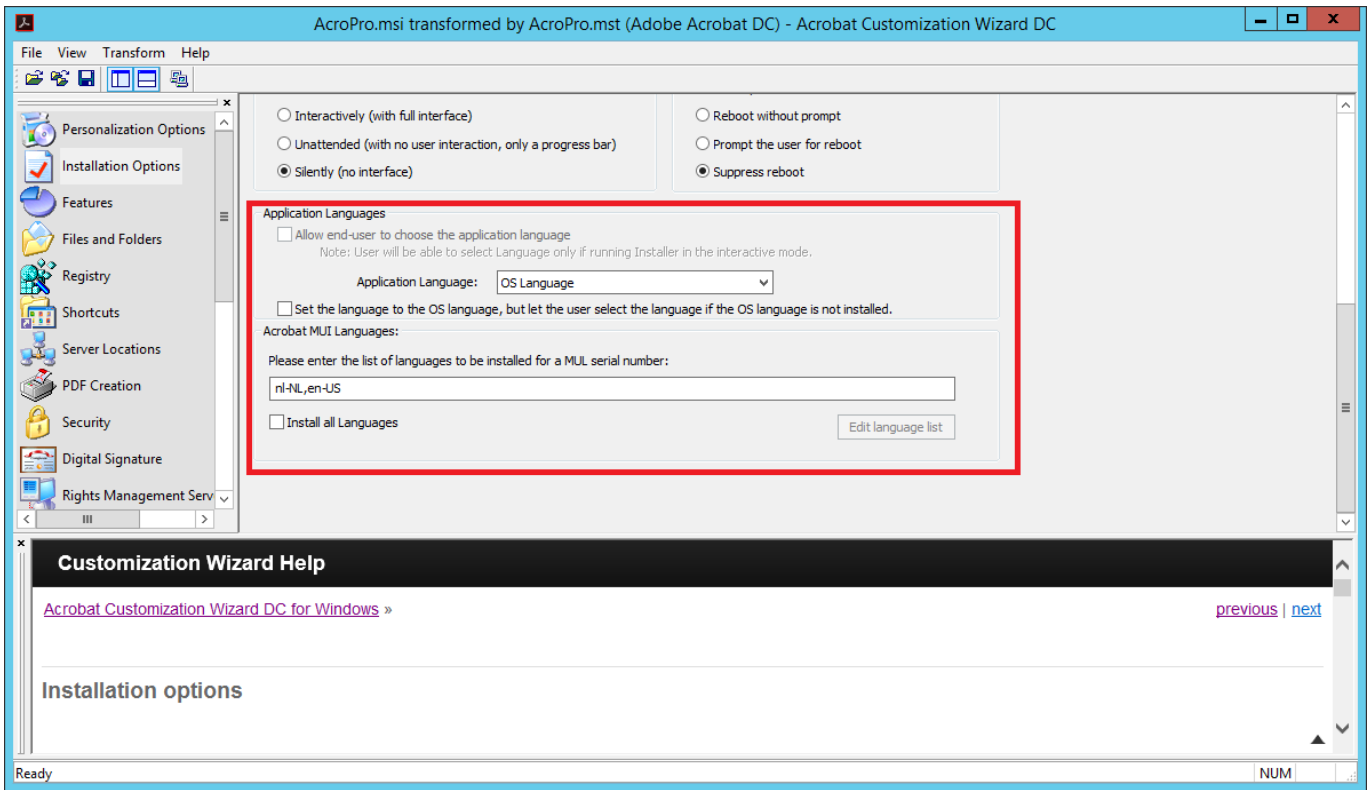 AcroPro.msi transformed by AcroPro.mst (Adobe Acrobat DC) - Acrobat Customization Wizard DC
File View Transform Help
Personalization Options
Installation Options
Features
Files and Folders
Registry
Shortcuts
Server Locations
PDF Creation
Security
Digital Signature
Rights Management Serv
Interactively (with full interface)
Unattended (with no user interaction, only a progress bar)
Silently (no interface)
Reboot without prompt
Prompt the user for reboot
Suppress reboot
Application Languages
Allow end-user to choose the application language
Note: User will be able to select Language only if running Installer in the interactive mode.
Application Language: OS Language
Set the language to the OS language, but let the user select the language if the OS language is not installed.
Acrobat MUI Languages:
Please enter the list of languages to be installed for a MUL serial number:
nl-NL,en-US
Install all Languages
Edit language list
Customization Wizard Help
Acrobat Customization Wizard DC for Windows »
previous | next
Installation options
Ready
NUM